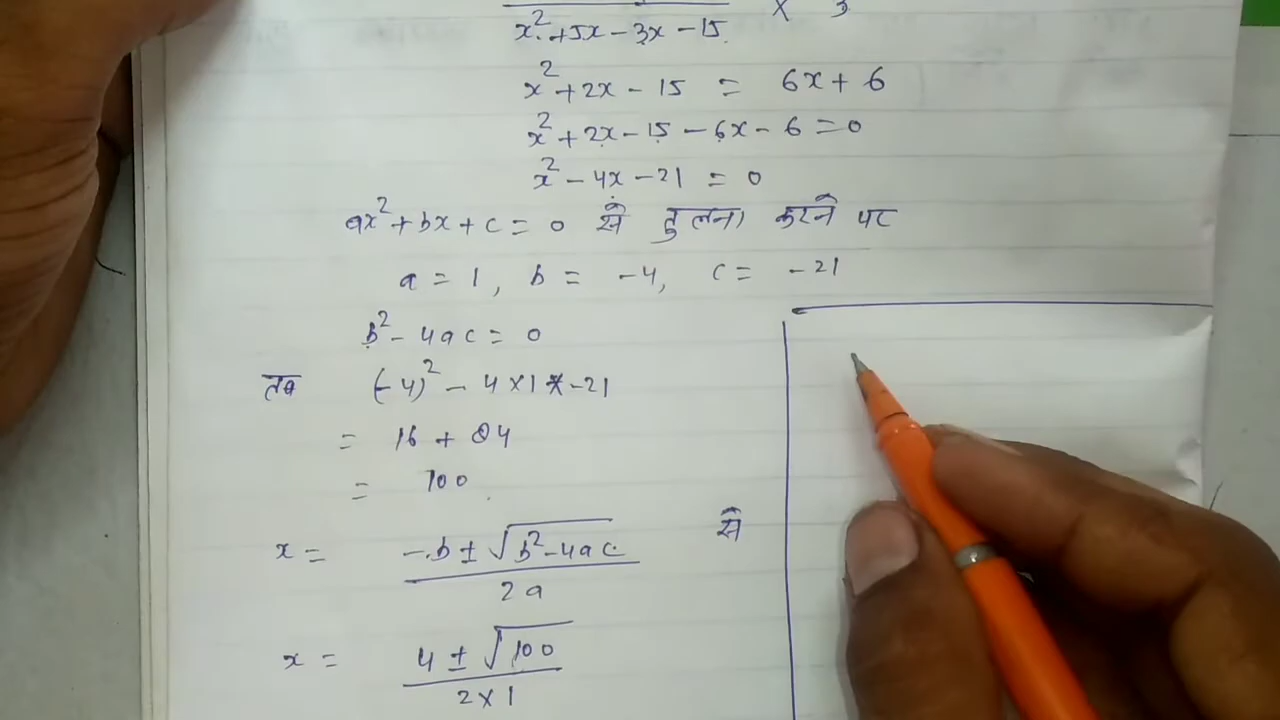 x² + 5x - 3x - 15 × 3
x² + 2x - 15 = 6x + 6
x² + 2x - 15 - 6x - 6 = 0
x² - 4x - 21 = 0
ax² + bx + c = 0 से तुलना करने पर
a = 1, b = -4, c = -21
b² - 4ac = 0
तब (-4)² - 4×1×-21
= 16 + 84
= 100
x = -b ± √b²-4ac / 2a से
x = 4 ± √100 / 2×1